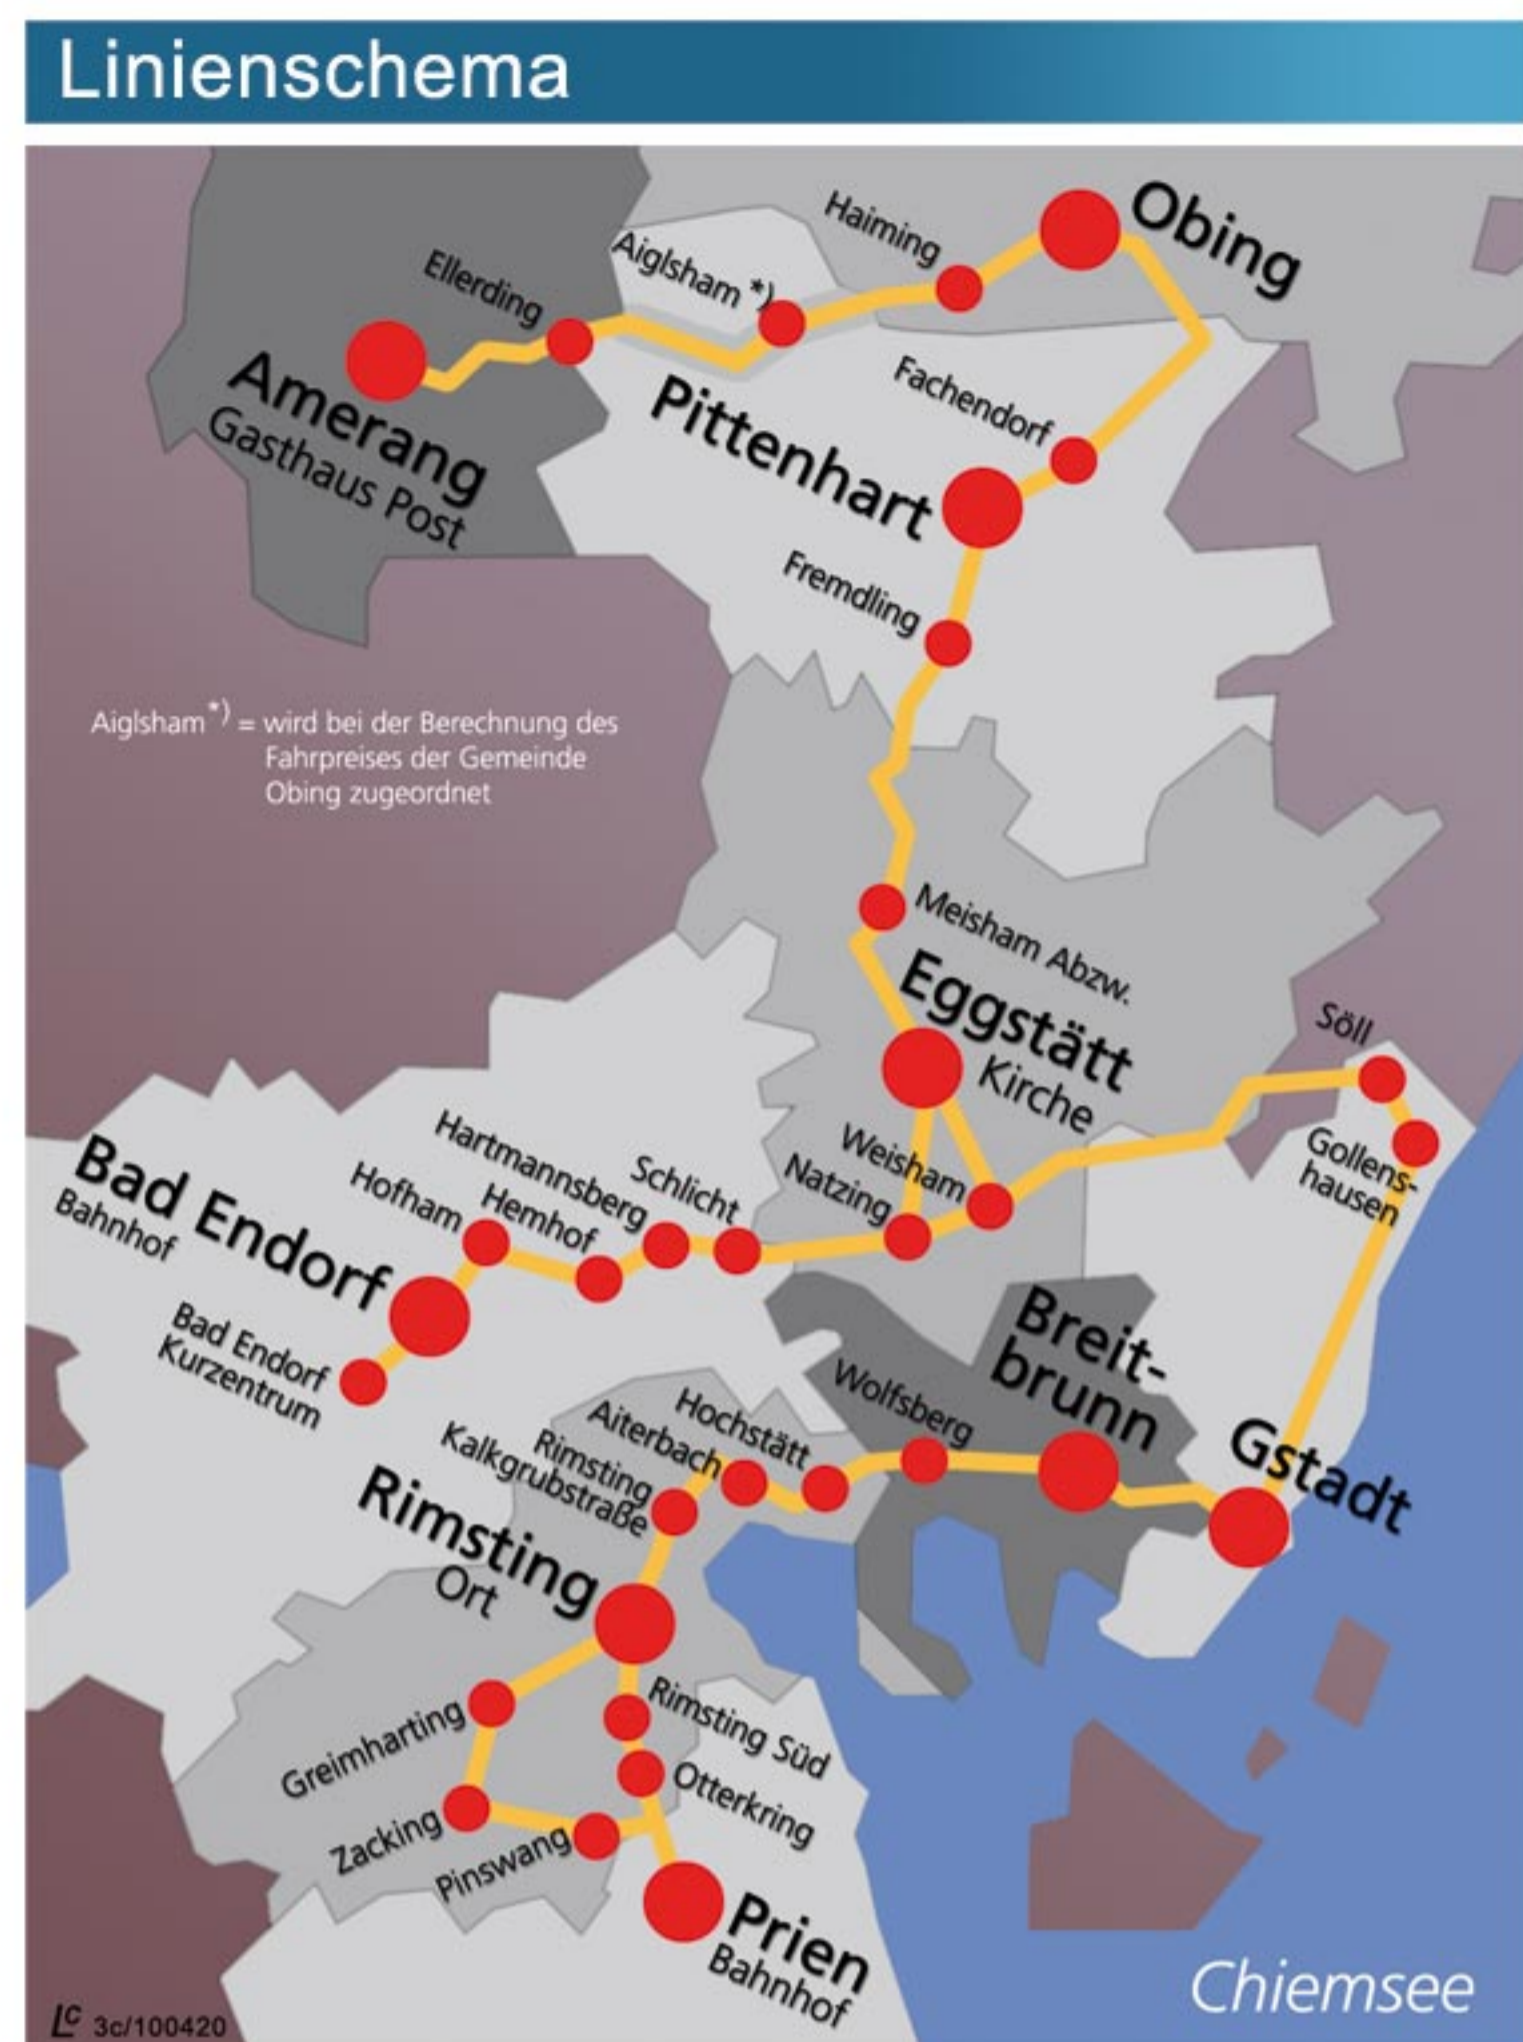 Linienschema
Obing
Haiming
Aiglsham *)
Ellerding
Amerang
Gasthaus Post
Fachendorf
Pittenhart
Fremdling
Aiglsham*) = wird bei der Berechnung des
Fahrpreises der Gemeinde
Obing zugeordnet
Meisham Abzw.
Eggstätt
Kirche
Söll
Gollens-
hausen
Weisham
Natzing
Schlicht
Hartmannsberg
Hemhof
Hofham
Bad Endorf
Bahnhof
Bad Endorf
Kurzentrum
Breit-
brunn
Gstadt
Wolfsberg
Hochstätt
Aiterbach
Rimsting
Kalkgrubstraße
Rimsting
Ort
Rimsting Süd
Otterkring
Greimharting
Zacking
Pinswang
Prien
Bahnhof
Chiemsee
LC 3c/100420